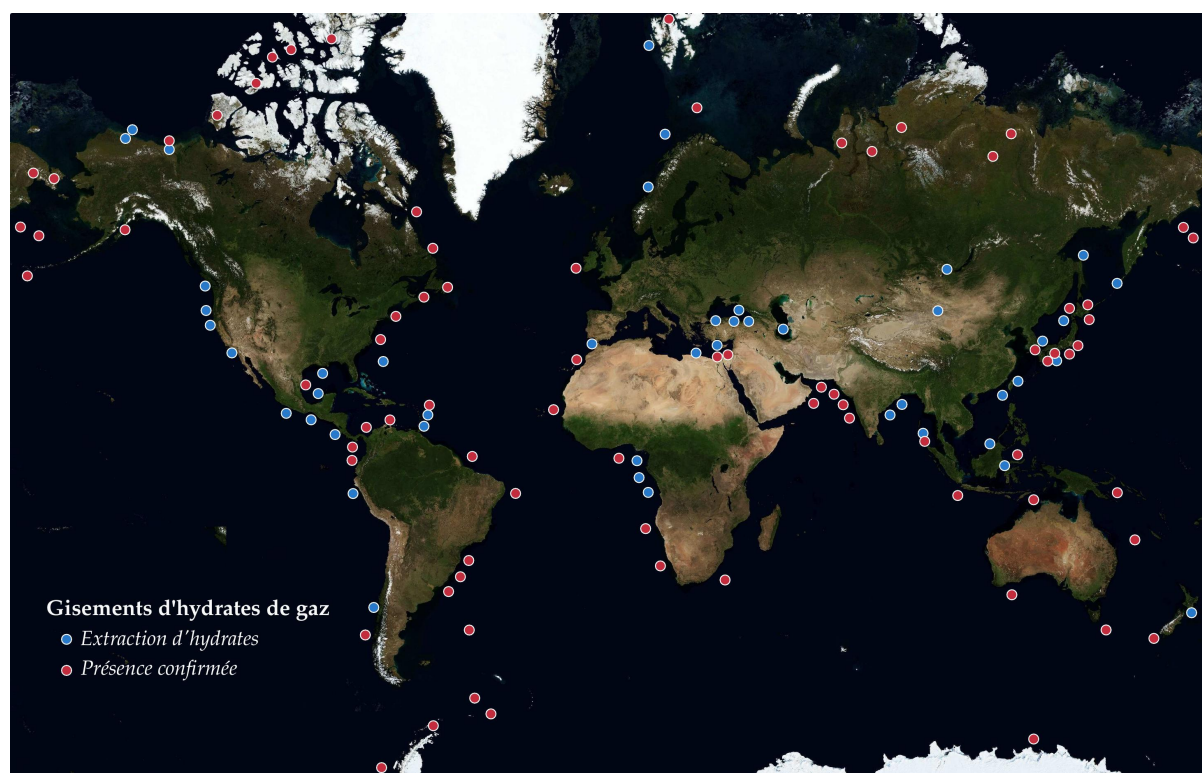 Gisements d'hydrates de gaz
Extraction d'hydrates
Présence confirmée